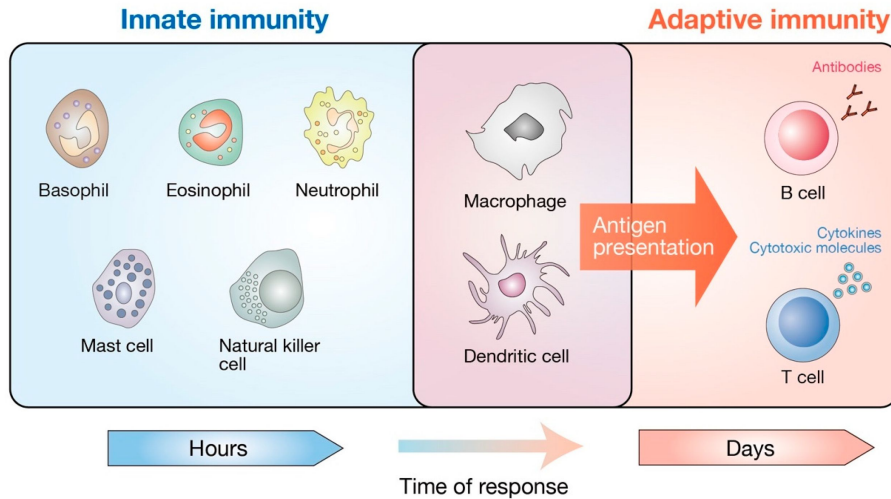 Innate immunity
Adaptive immunity
Basophil
Eosinophil
Neutrophil
Mast cell
Natural killer
cell
Macrophage
Dendritic cell
Antigen
presentation
Antibodies
B cell
Cytokines
Cytotoxic molecules
T cell
Hours
Time of response
Days